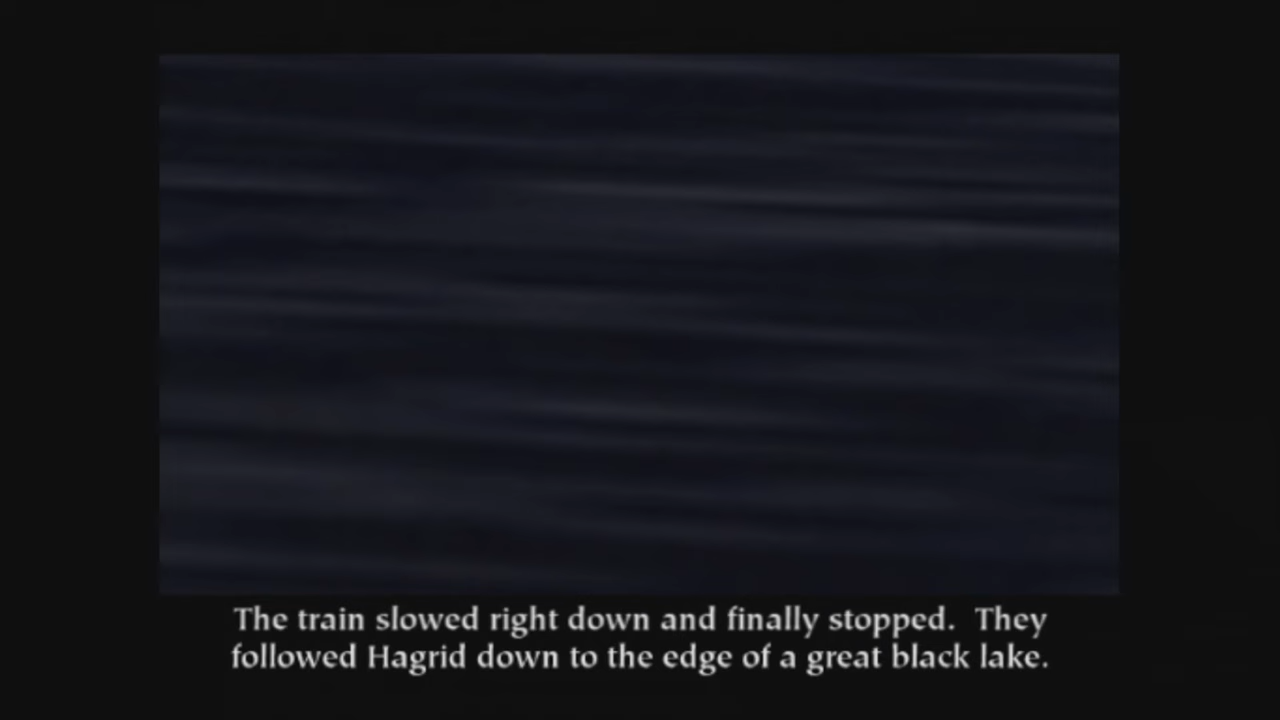 The train slowed right down and finally stopped.  They
followed Hagrid down to the edge of a great black lake.